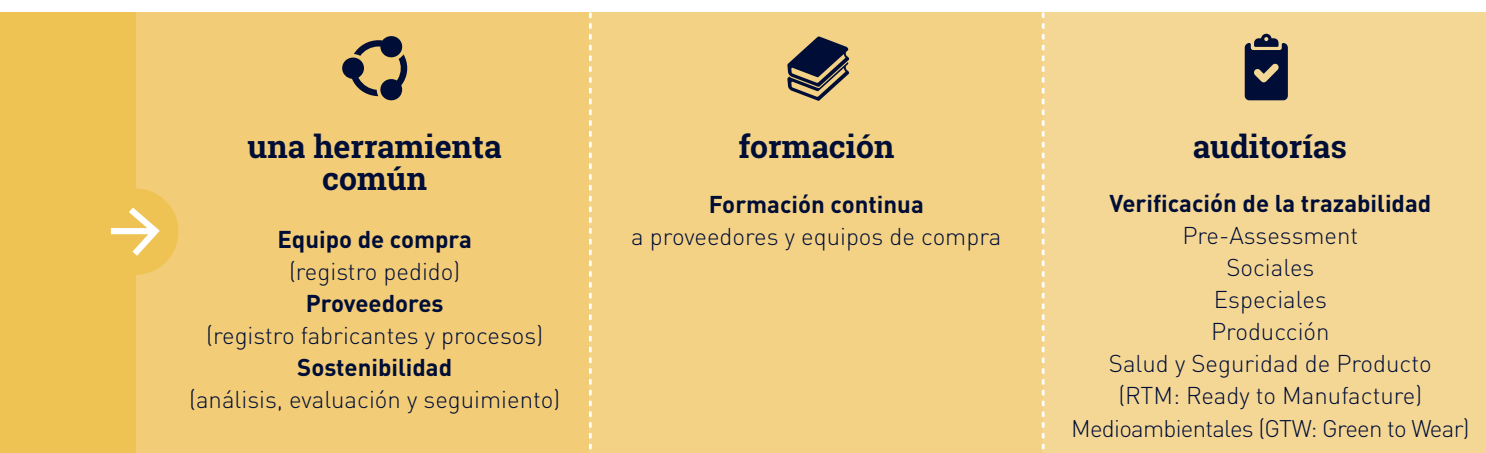 una herramienta
común
Equipo de compra
(registro pedido)
Proveedores
(registro fabricantes y procesos)
Sostenibilidad
(análisis, evaluación y seguimiento)
formación
Formación continua
a proveedores y equipos de compra
auditorías
Verificación de la trazabilidad
Pre-Assessment
Sociales
Especiales
Producción
Salud y Seguridad de Producto
(RTM: Ready to Manufacture)
Medioambientales (GTW: Green to Wear)